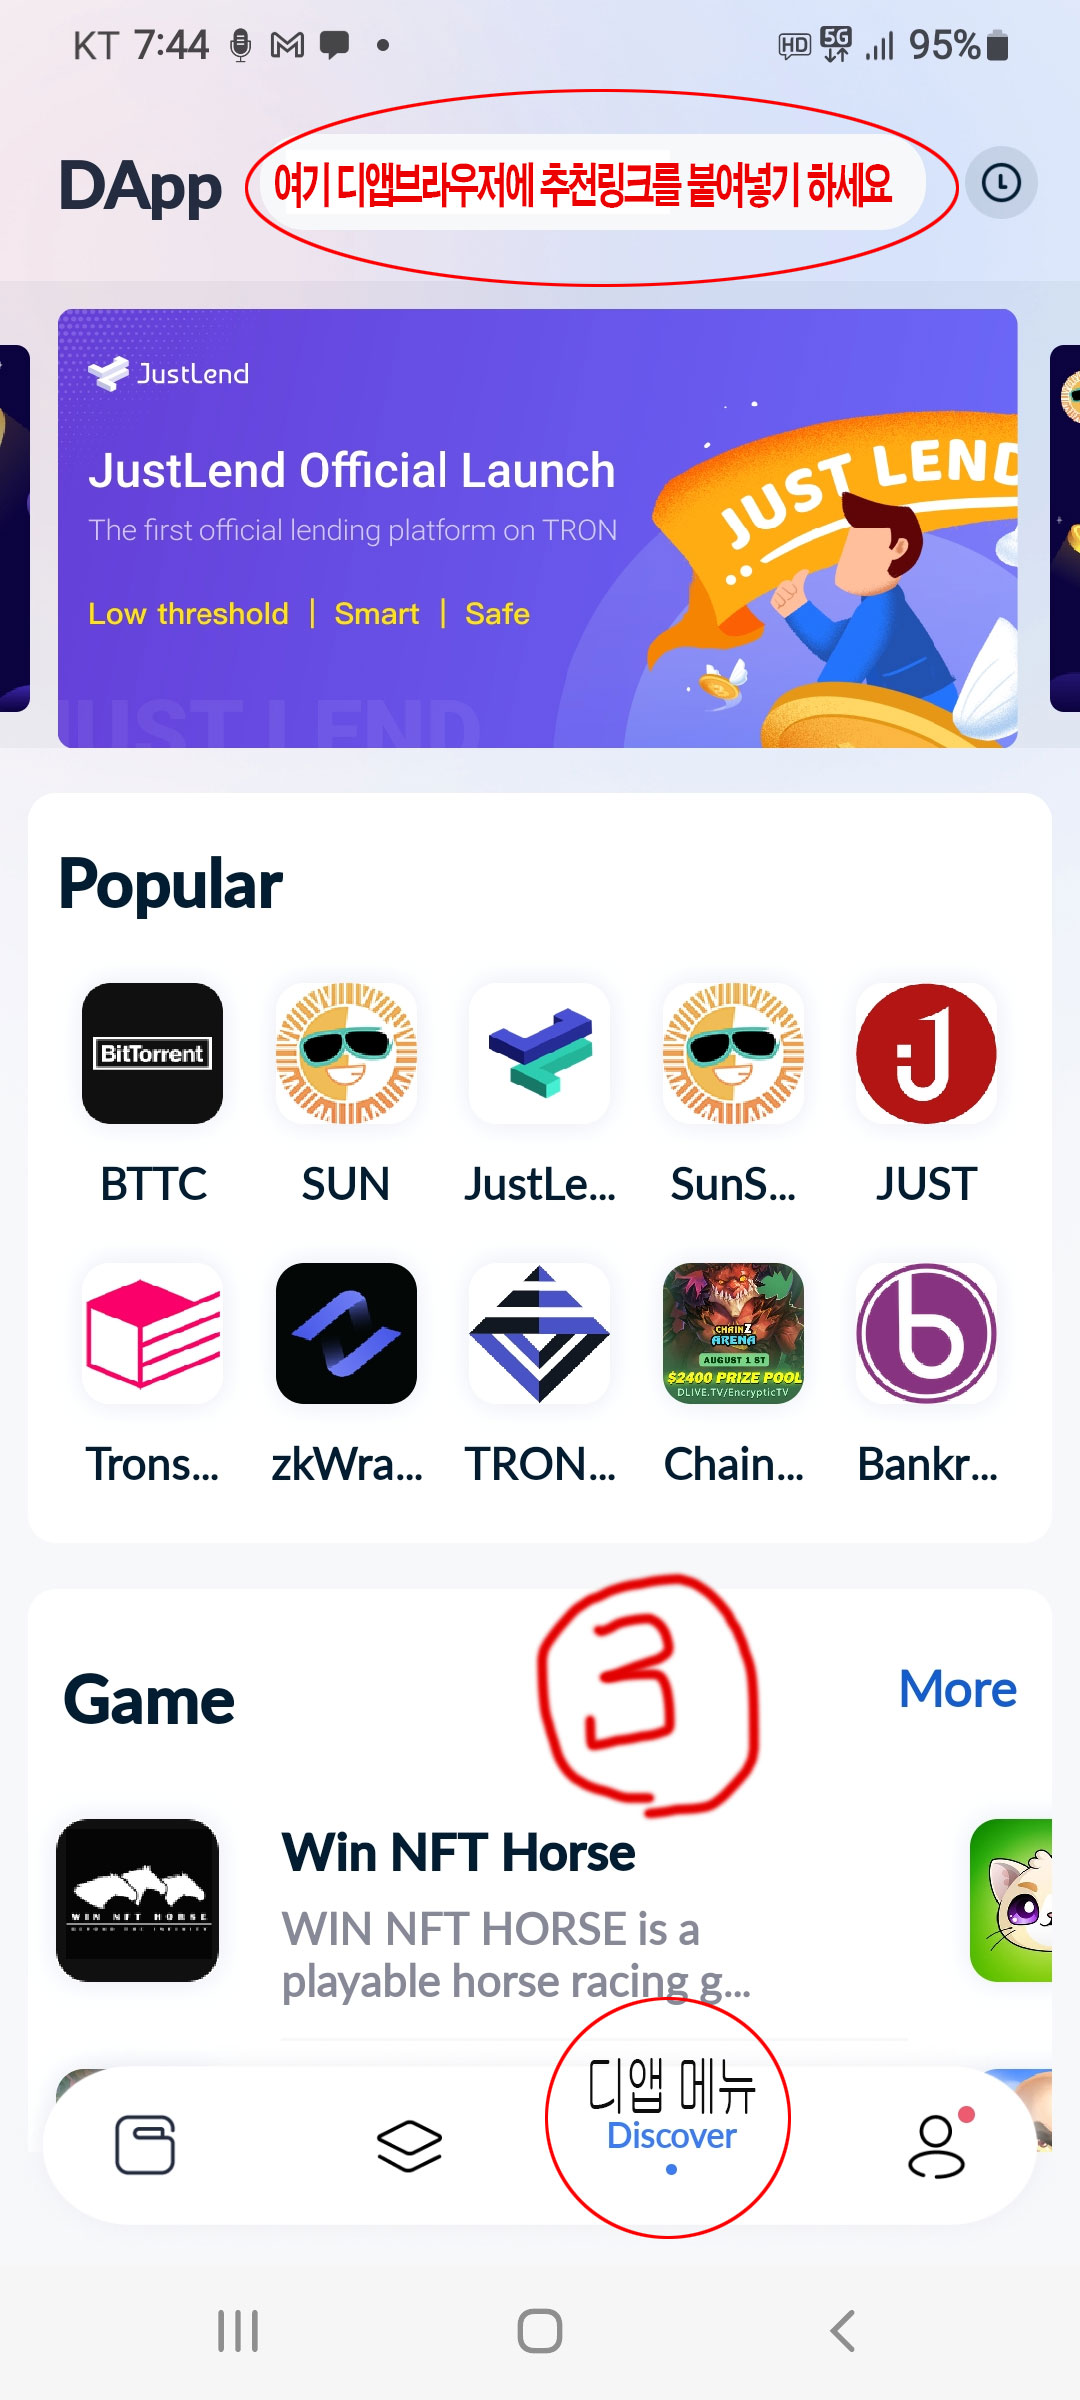 KT 7:44
HD 5G 95%
DApp
여기 디앱브라우저에 추천링크를 붙여넣기 하세요
JustLend
JustLend Official Launch
The first official lending platform on TRON
Low threshold | Smart | Safe
JUST LEND
JUST LEND
Popular
BitTorrent
BTTC
SUN
JustLe...
SunS...
JUST
CHAINZ
ARENA
AUGUST 1 ST
$2400 PRIZE POOL
DLIVE.TV/EncrypticTV
Trons...
zkWra...
TRON...
Chain...
Bankr...
3
Game
More
WIN NFT HORSE
Win NFT Horse
WIN NFT HORSE is a
playable horse racing g...
디앱 메뉴
Discover